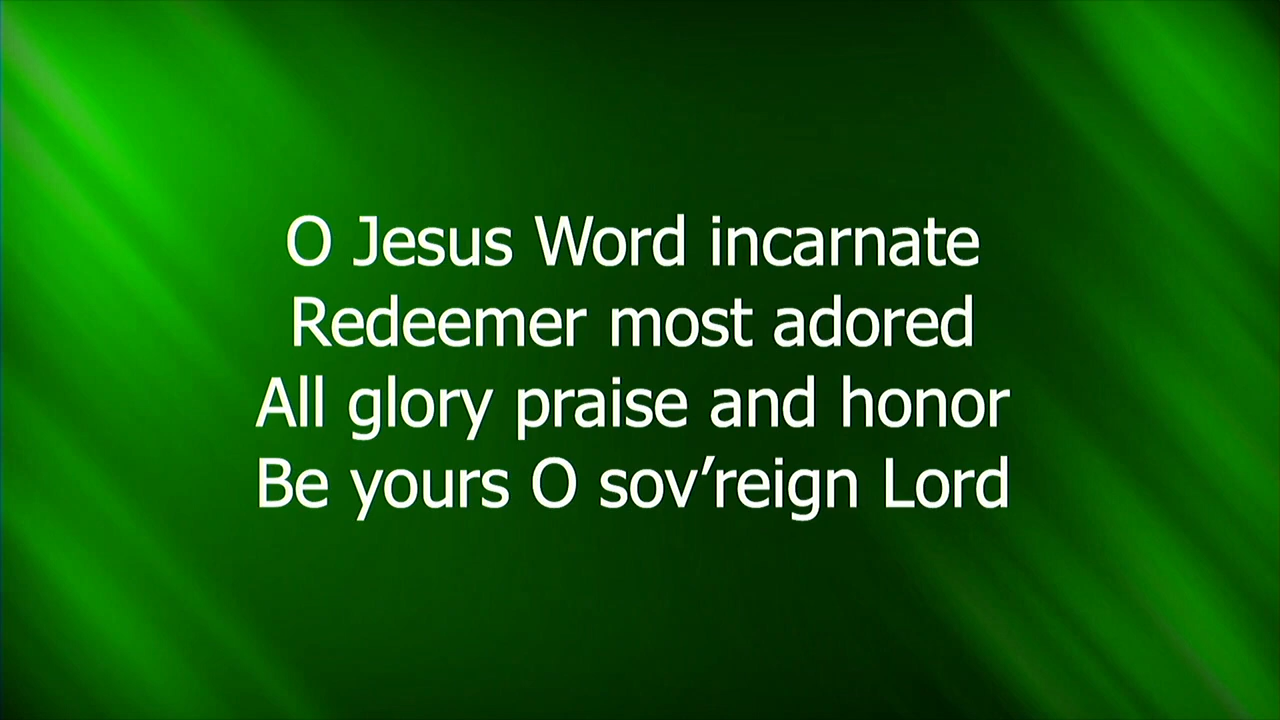 O Jesus Word incarnate
Redeemer most adored
All glory praise and honor
Be yours O sov’reign Lord